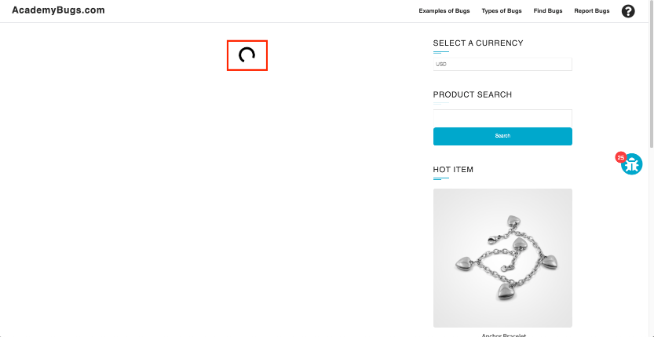 AcademyBugs.com
Examples of Bugs Types of Bugs Find Bugs Report Bugs ?
SELECT A CURRENCY
USD
PRODUCT SEARCH
Search
25
HOT ITEM
Anchor Bracelet